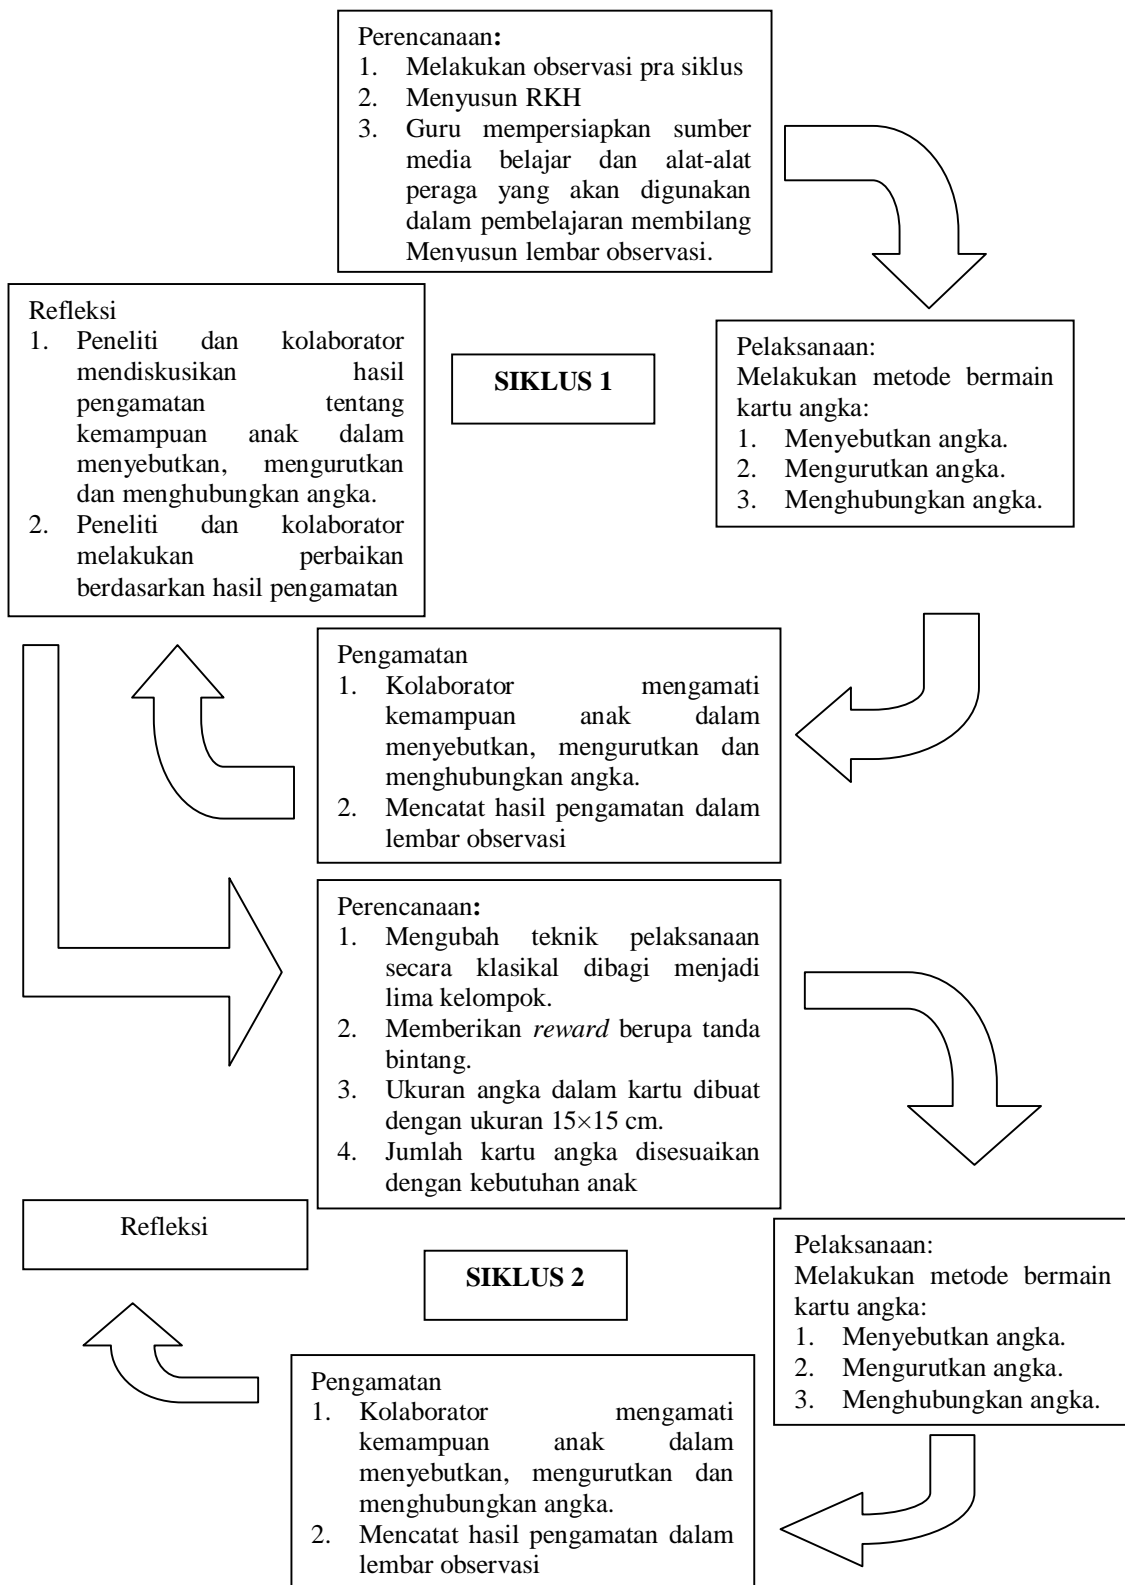 Perencanaan:
1. Melakukan observasi pra siklus
2. Menyusun RKH
3. Guru mempersiapkan sumber
media belajar dan alat-alat
peraga yang akan digunakan
dalam pembelajaran membilang
Menyusun lembar observasi.
Refleksi
1. Peneliti dan kolaborator
mendiskusikan hasil
pengamatan tentang
kemampuan anak dalam
menyebutkan, mengurutkan
dan menghubungkan angka.
2. Peneliti dan kolaborator
melakukan perbaikan
berdasarkan hasil pengamatan
SIKLUS 1
Pelaksanaan:
Melakukan metode bermain
kartu angka:
1. Menyebutkan angka.
2. Mengurutkan angka.
3. Menghubungkan angka.
Pengamatan
1. Kolaborator mengamati
kemampuan anak dalam
menyebutkan, mengurutkan dan
menghubungkan angka.
2. Mencatat hasil pengamatan dalam
lembar observasi
Perencanaan:
1. Mengubah teknik pelaksanaan
secara klasikal dibagi menjadi
lima kelompok.
2. Memberikan reward berupa tanda
bintang.
3. Ukuran angka dalam kartu dibuat
dengan ukuran 15×15 cm.
4. Jumlah kartu angka disesuaikan
dengan kebutuhan anak
Refleksi
SIKLUS 2
Pelaksanaan:
Melakukan metode bermain
kartu angka:
1. Menyebutkan angka.
2. Mengurutkan angka.
3. Menghubungkan angka.
Pengamatan
1. Kolaborator mengamati
kemampuan anak dalam
menyebutkan, mengurutkan dan
menghubungkan angka.
2. Mencatat hasil pengamatan dalam
lembar observasi